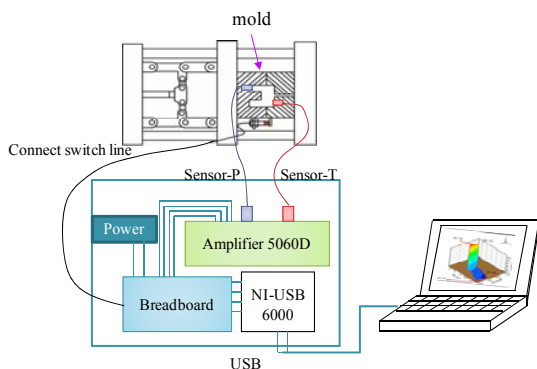 mold
Connect switch line
Sensor-P
Sensor-T
Power
Amplifier 5060D
Breadboard
NI-USB
6000
USB